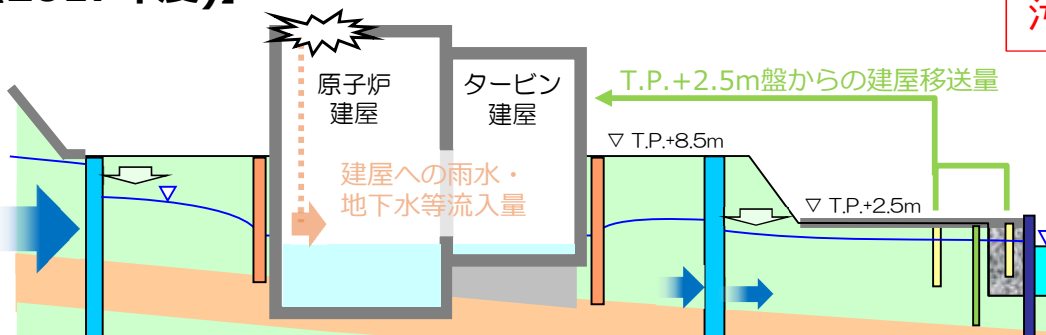 原子炉
建屋
タービン
建屋
T.P.+2.5m盤からの建屋移送量
▽ T.P.+8.5m
建屋への雨水・
地下水等流入量
▽ T.P.+2.5m